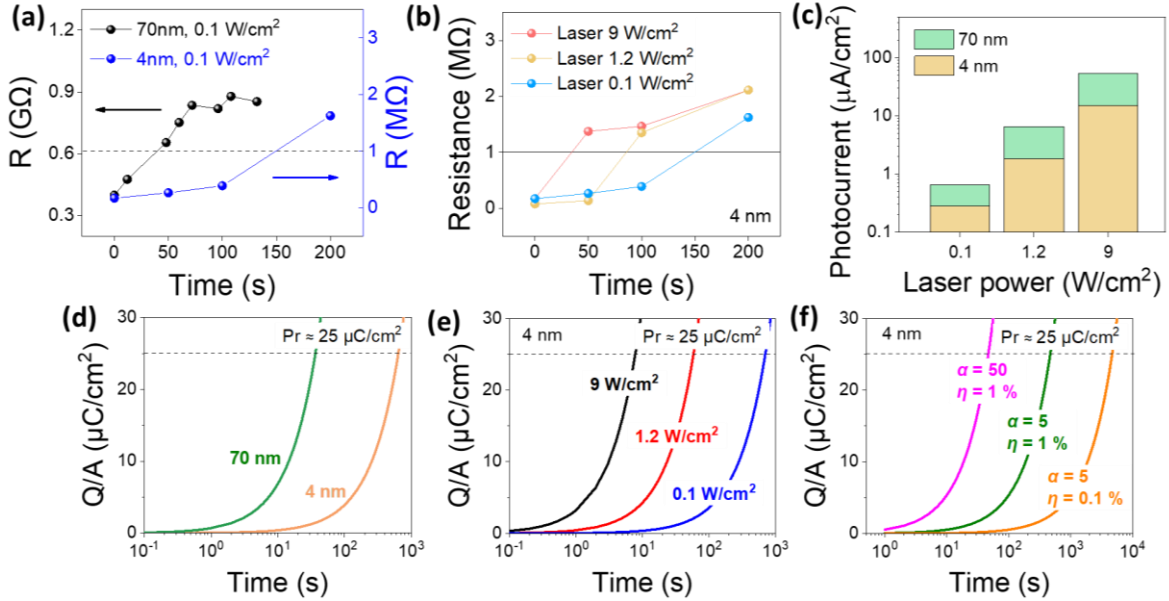 (a)
70nm, 0.1 W/cm²
4nm, 0.1 W/cm²
R (GΩ)
1.2
0.9
0.6
0.3
R (MΩ)
3
2
1
0
0 50 100 150 200
Time (s)
(b)
Laser 9 W/cm²
Laser 1.2 W/cm²
Laser 0.1 W/cm²
Resistance (MΩ)
3
2
1
0
4 nm
0 50 100 150 200
Time (s)
(c)
70 nm
4 nm
Photocurrent (μA/cm²)
100
10
1
0.1
0.1 1.2 9
Laser power (W/cm²)
(d)
Pr ≈ 25 μC/cm²
Q/A (μC/cm²)
30
20
10
0
70 nm
4 nm
10⁻¹ 10⁰ 10¹ 10² 10³
Time (s)
(e)
4 nm
Pr ≈ 25 μC/cm²
Q/A (μC/cm²)
30
20
10
0
9 W/cm²
1.2 W/cm²
0.1 W/cm²
10⁻¹ 10⁰ 10¹ 10² 10³
Time (s)
(f)
4 nm
Pr ≈ 25 μC/cm²
Q/A (μC/cm²)
30
20
10
0
α = 50
η = 1 %
α = 5
η = 1 %
α = 5
η = 0.1 %
10⁰ 10¹ 10² 10³ 10⁴
Time (s)